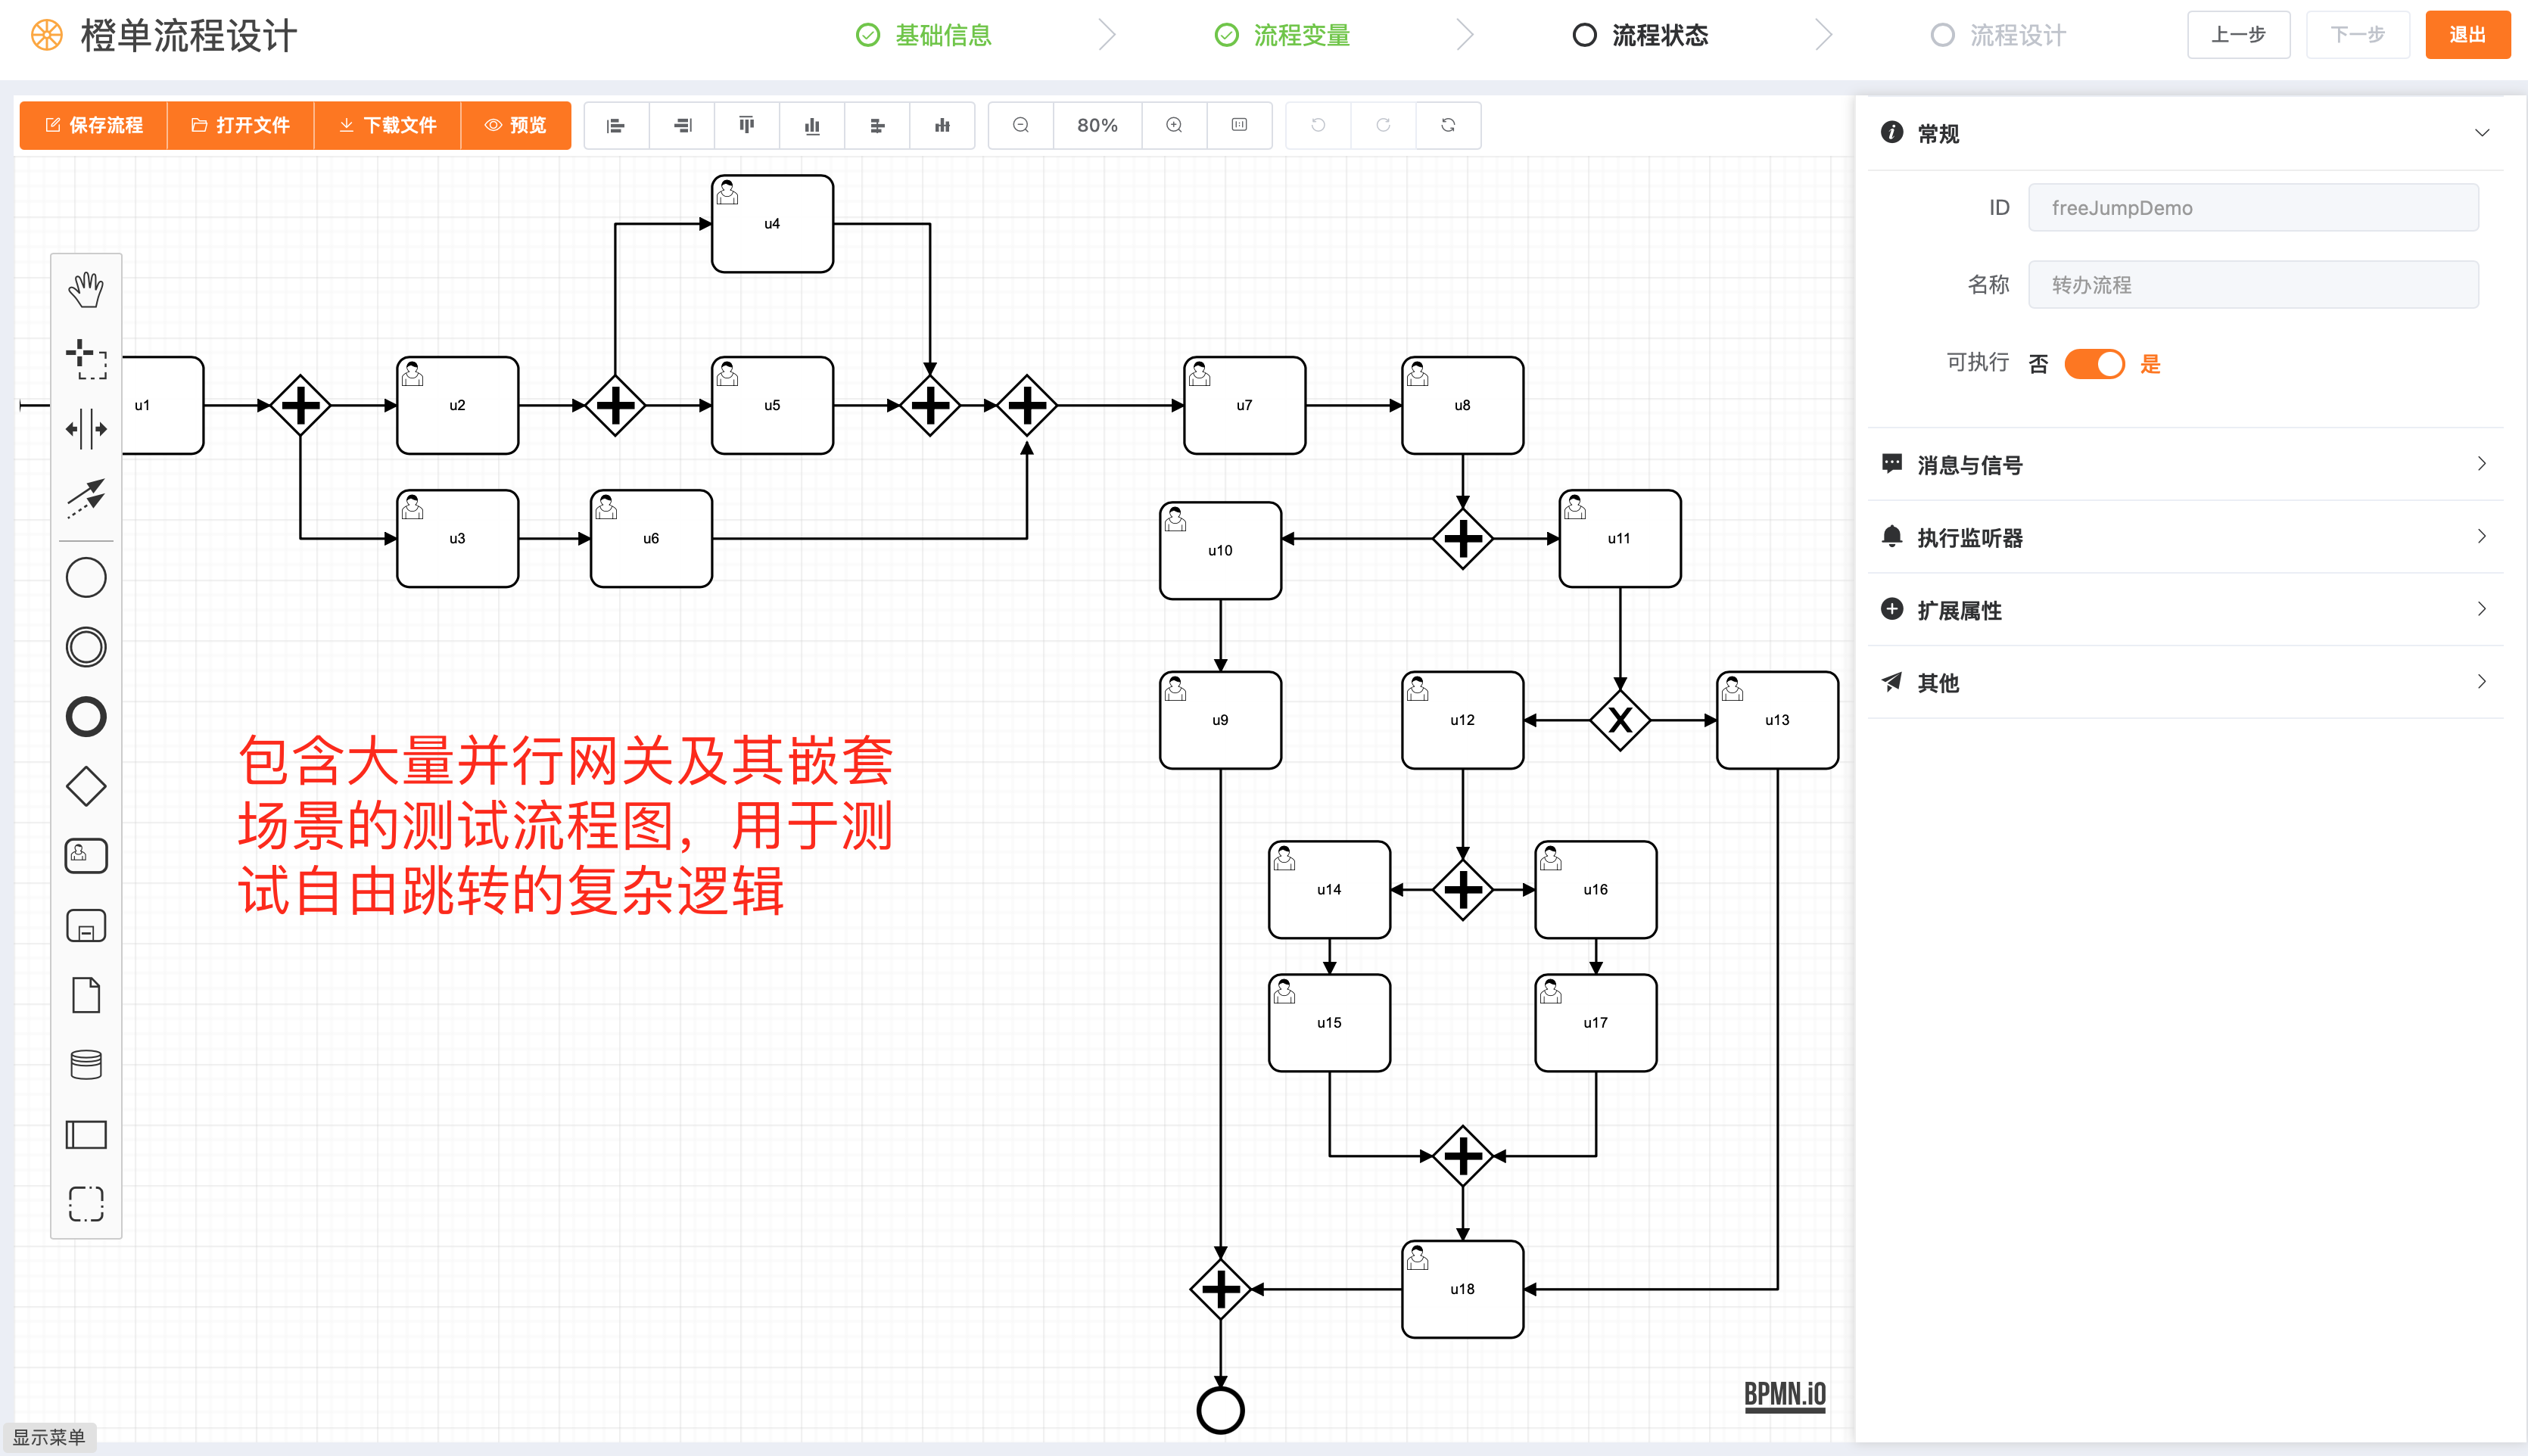 橙单流程设计
基础信息
流程变量
流程状态
流程设计
上一步
下一步
退出
保存流程
打开文件
下载文件
预览
80%
常规
ID
freeJumpDemo
名称
转办流程
可执行
否
是
消息与信号
执行监听器
扩展属性
其他
u4
u1
u2
u5
u7
u8
u3
u6
u10
u11
u9
u12
u13
包含大量并行网关及其嵌套
场景的测试流程图，用于测
试自由跳转的复杂逻辑
u14
u16
u15
u17
u18
BPMN.iO
显示菜单